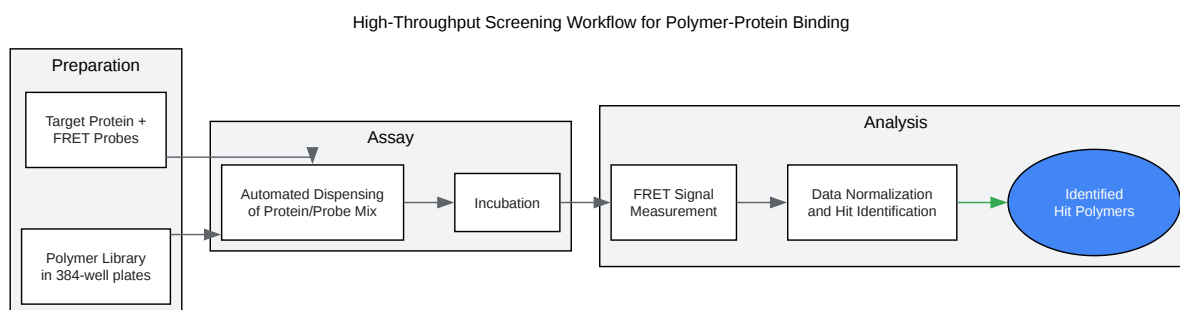 High-Throughput Screening Workflow for Polymer-Protein Binding
Preparation
Target Protein +
FRET Probes
Polymer Library
in 384-well plates
Assay
Automated Dispensing
of Protein/Probe Mix
Incubation
Analysis
FRET Signal
Measurement
Data Normalization
and Hit Identification
Identified
Hit Polymers